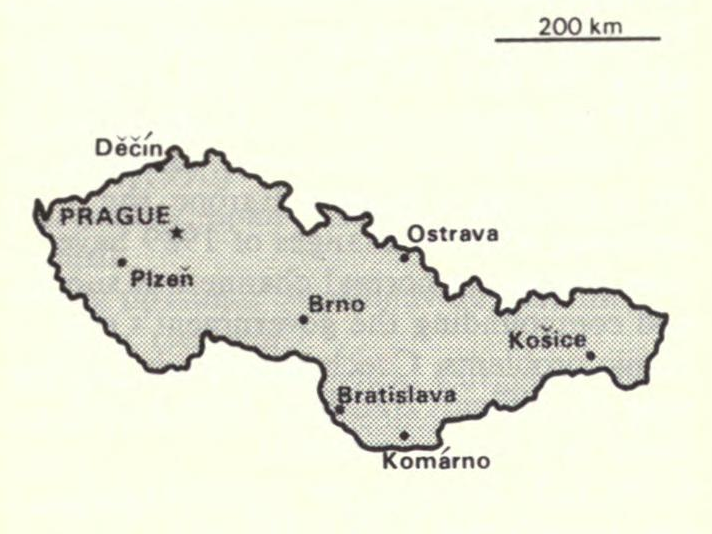 200 km
Děčín
PRAGUE
Ostrava
Plzeň
Brno
Košice
Bratislava
Komárno